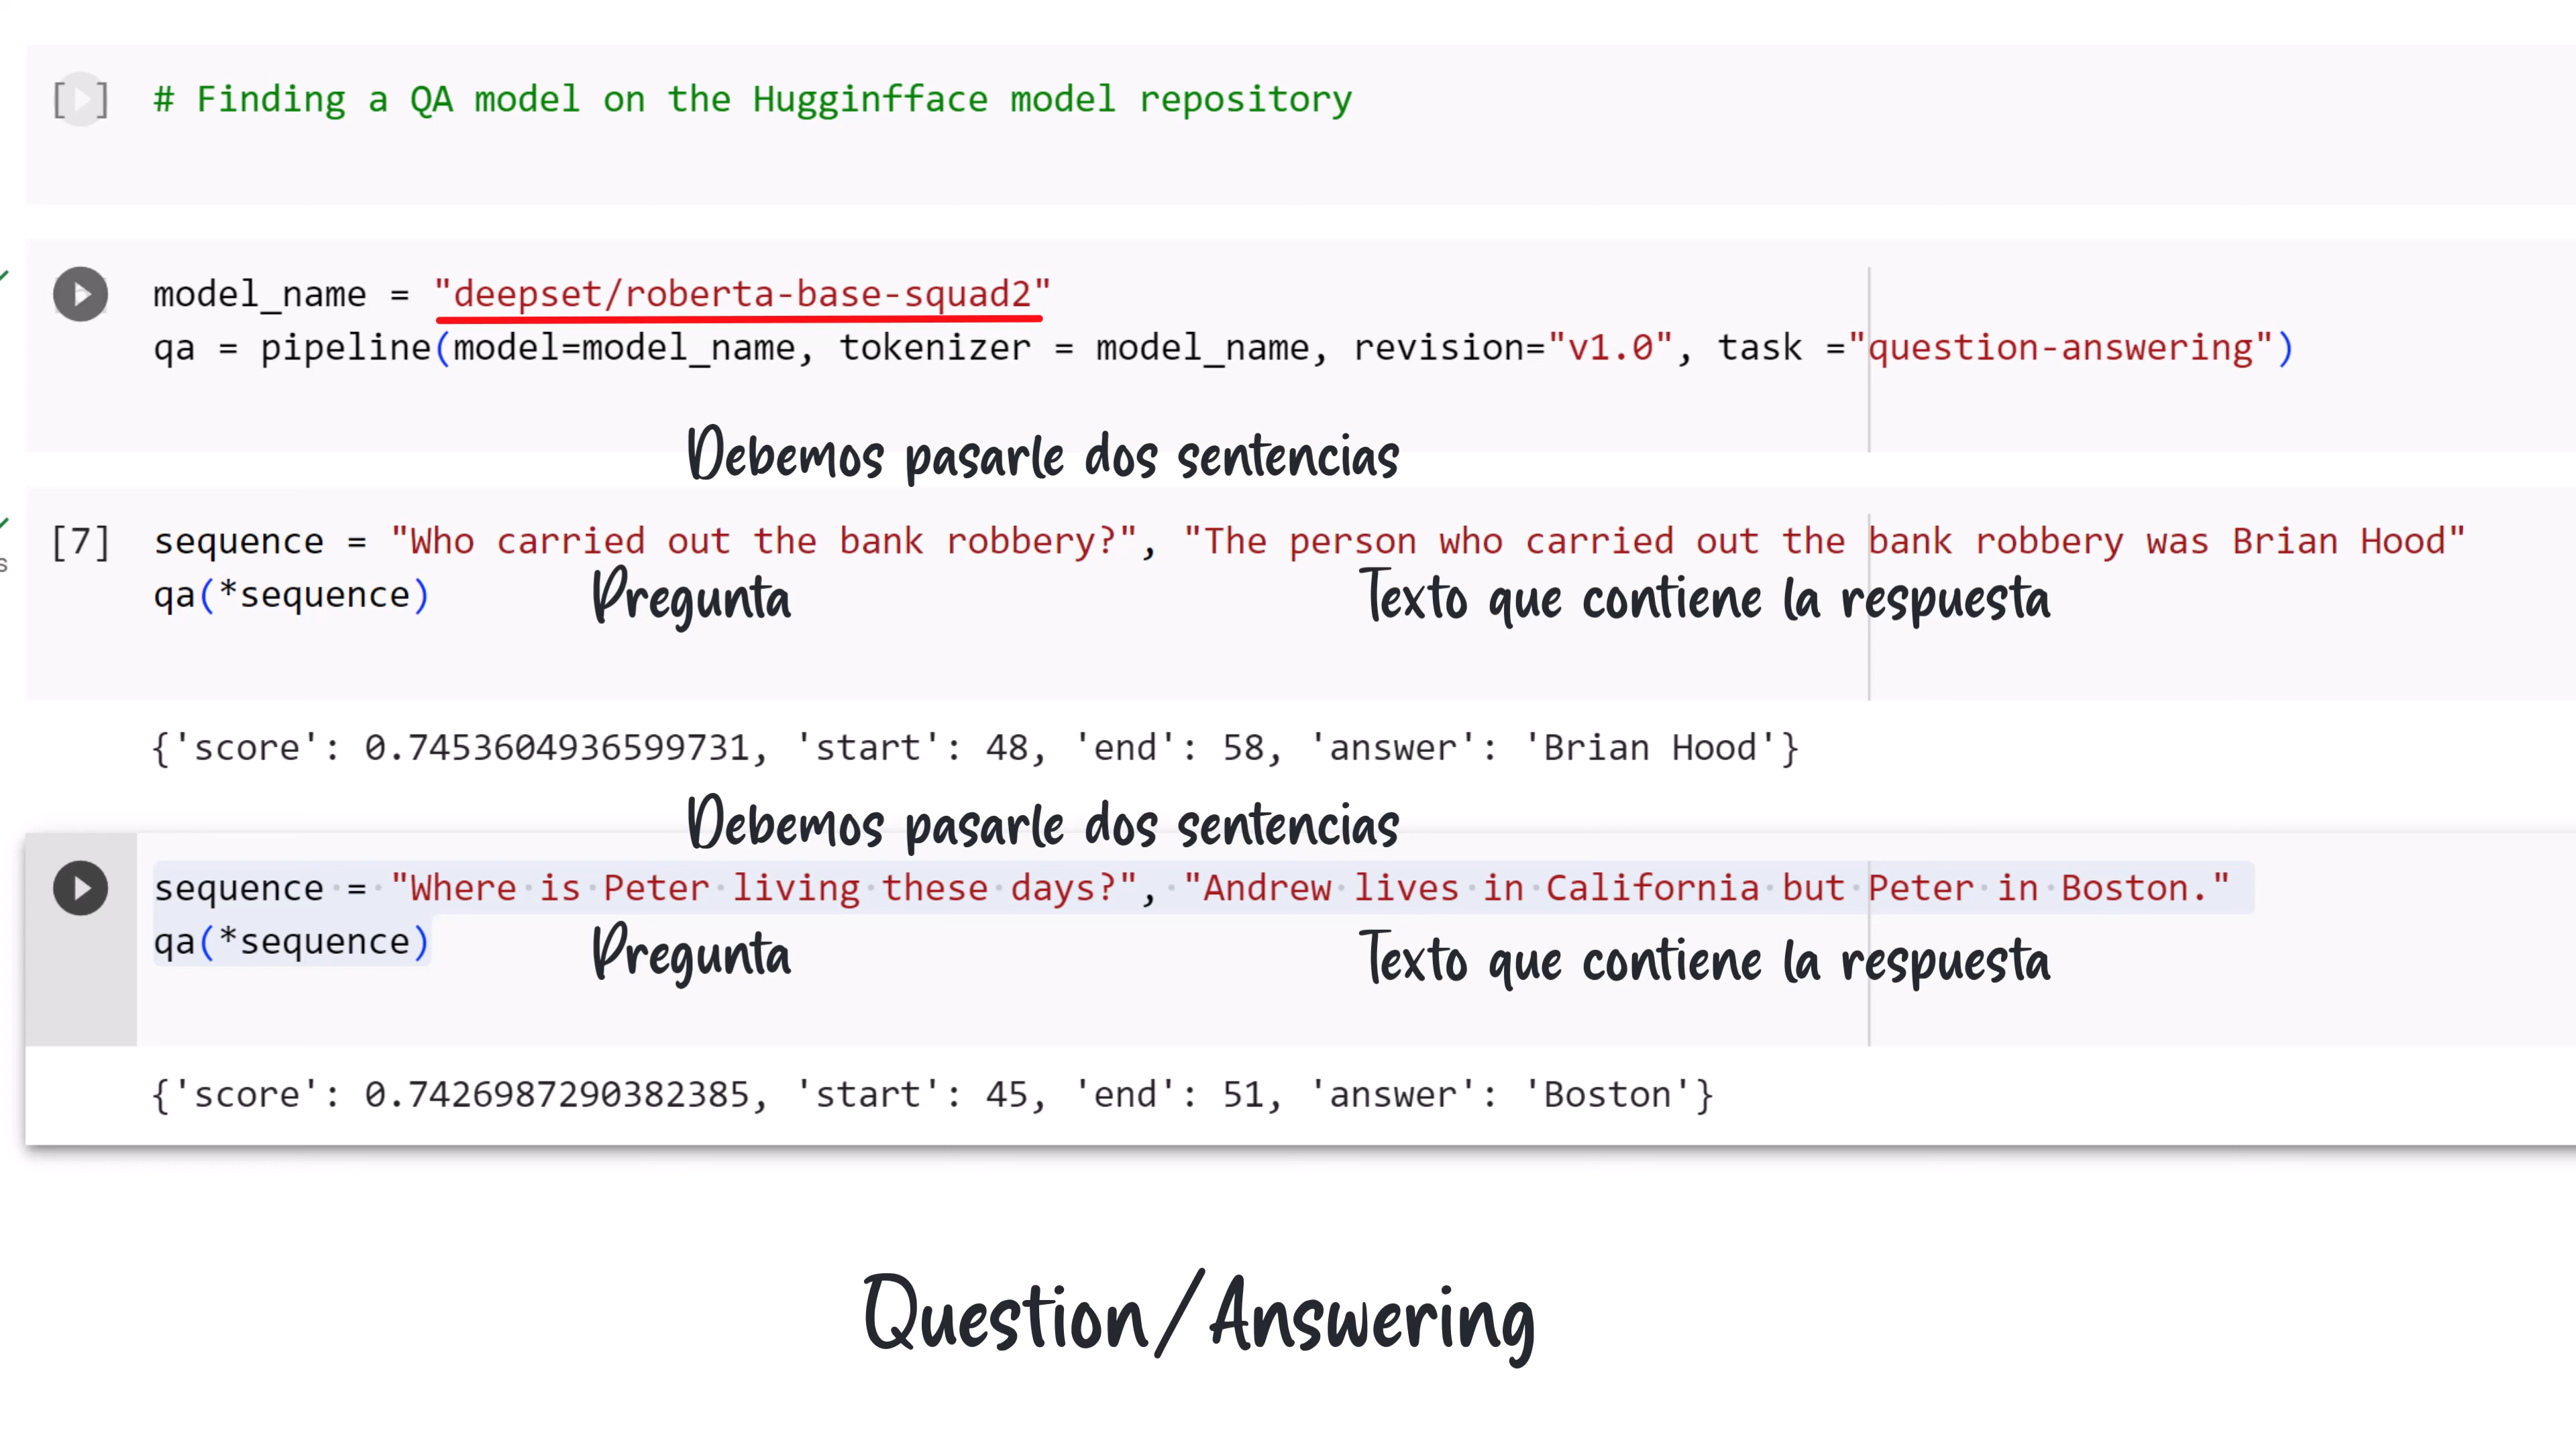 [ ] # Finding a QA model on the Hugginfface model repository
model_name = "deepset/roberta-base-squad2"
qa = pipeline(model=model_name, tokenizer = model_name, revision="v1.0", task ="question-answering")
Debemos pasarle dos sentencias
[7] sequence = "Who carried out the bank robbery?", "The person who carried out the bank robbery was Brian Hood"
s
qa(*sequence) Pregunta Texto que contiene la respuesta
{'score': 0.7453604936599731, 'start': 48, 'end': 58, 'answer': 'Brian Hood'}
Debemos pasarle dos sentencias
sequence = "Where is Peter living these days?", "Andrew lives in California but Peter in Boston."
qa(*sequence) Pregunta Texto que contiene la respuesta
{'score': 0.7426987290382385, 'start': 45, 'end': 51, 'answer': 'Boston'}
Question/Answering